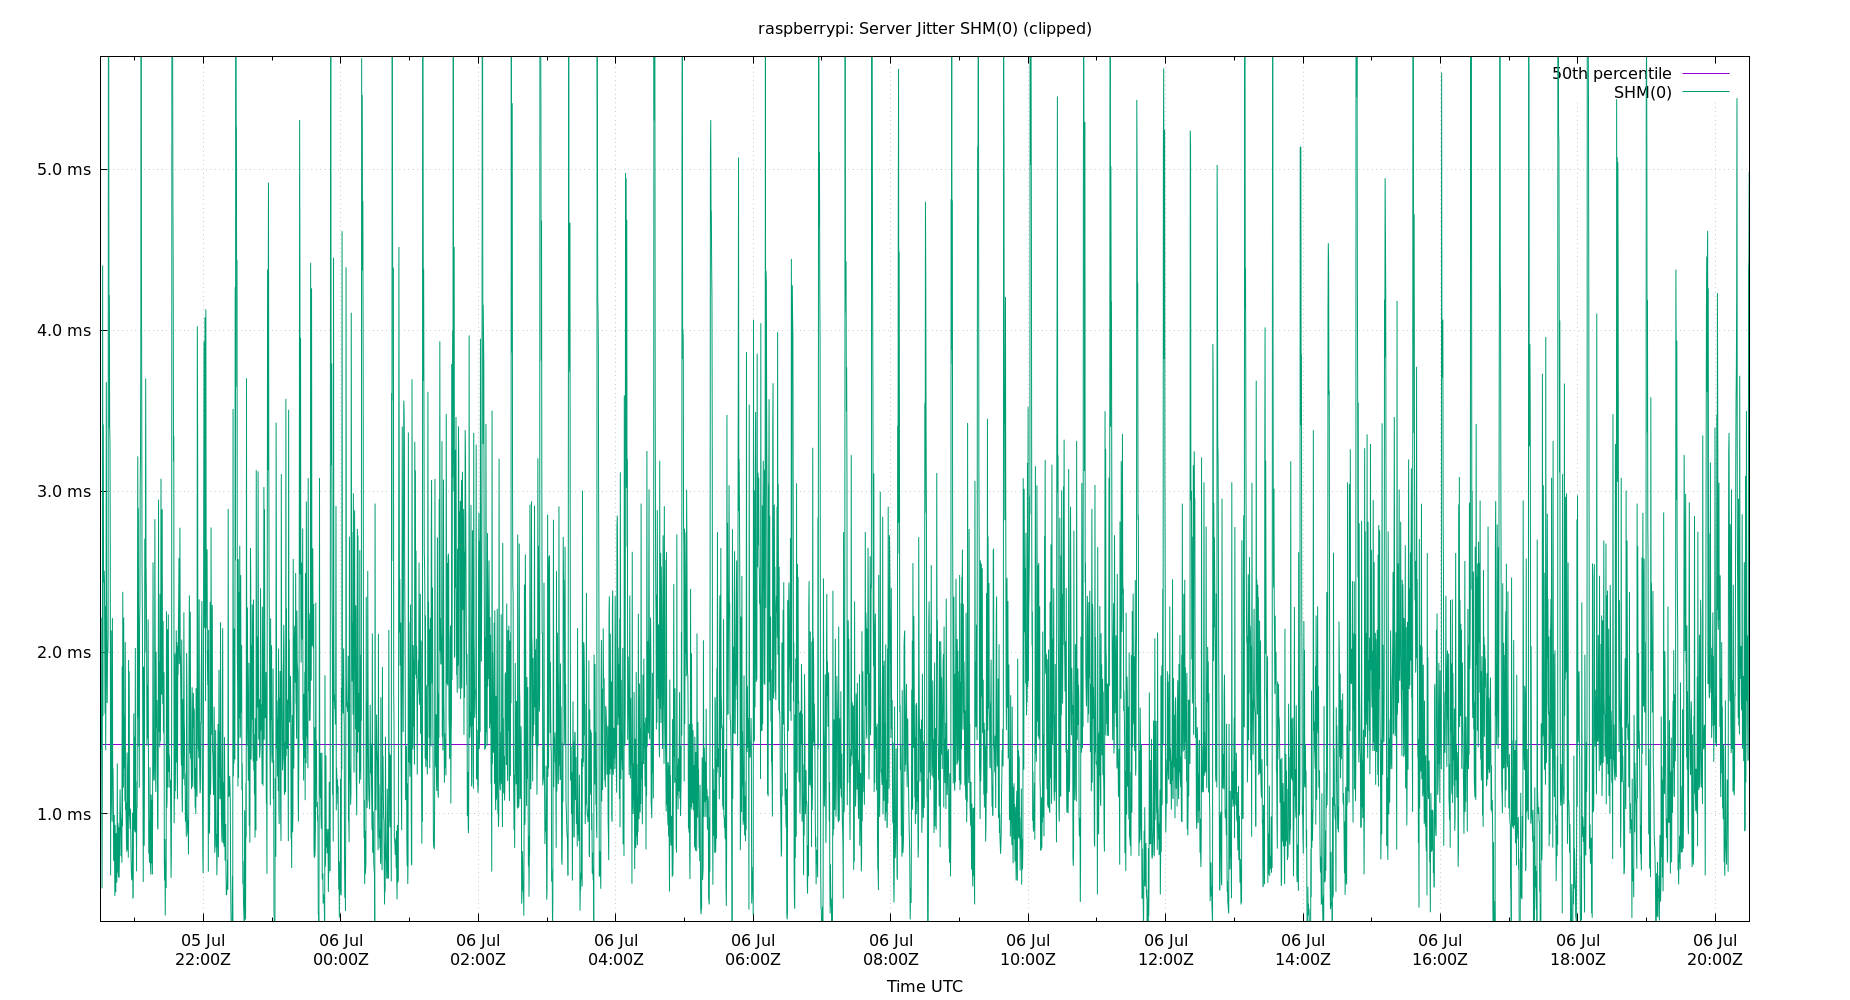 raspberrypi: Server Jitter SHM(0) (clipped)
50th percentile
SHM(0)
5.0 ms
4.0 ms
3.0 ms
2.0 ms
1.0 ms
05 Jul 06 Jul 06 Jul 06 Jul 06 Jul 06 Jul 06 Jul 06 Jul 06 Jul 06 Jul 06 Jul 06 Jul
22:00Z 00:00Z 02:00Z 04:00Z 06:00Z 08:00Z 10:00Z 12:00Z 14:00Z 16:00Z 18:00Z 20:00Z
Time UTC